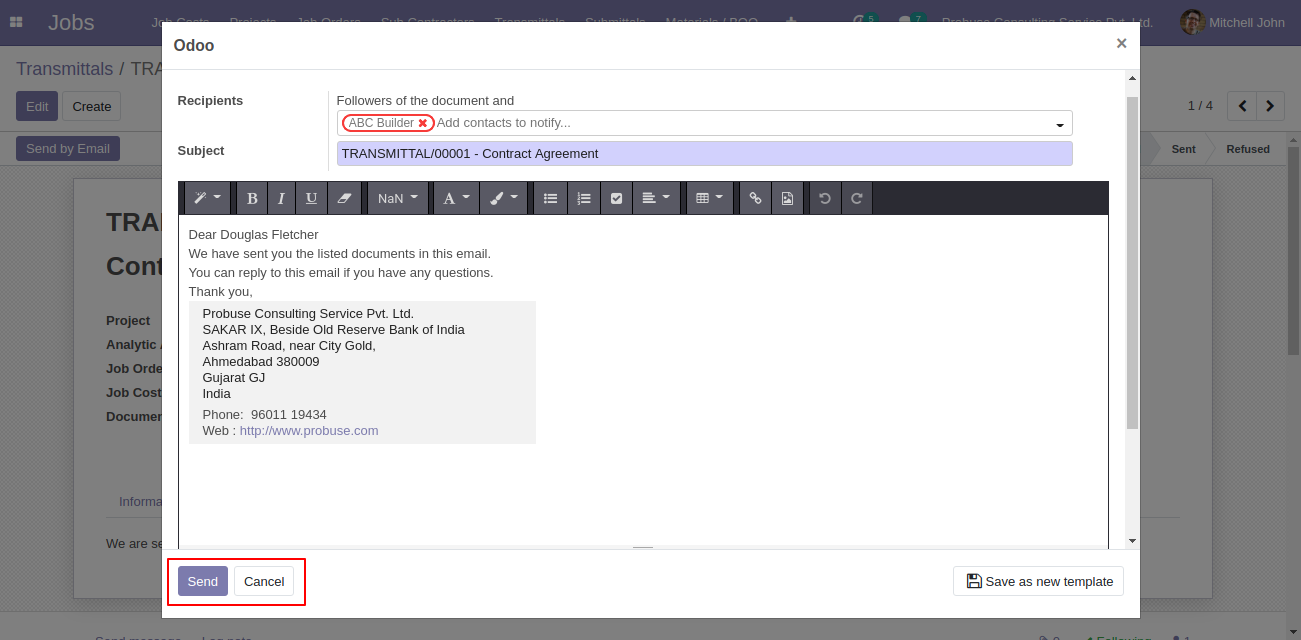 Jobs
Job Costs Projects Job Orders Sub Contractors Transmittals Submittals Materials / BOQ
5 7
Probuse Consulting Service Pvt. Ltd.
Mitchell John
Transmittals / TRA
Edit Create
1 / 4
Send by Email
Sent Refused
TRA
Cont
Project
Analytic
Job Orde
Job Cost
Documen
Informa
We are se
Odoo ×
Recipients Followers of the document and
ABC Builder Add contacts to notify...
Subject TRANSMITTAL/00001 - Contract Agreement
B I U NaN A
Dear Douglas Fletcher
We have sent you the listed documents in this email.
You can reply to this email if you have any questions.
Thank you,
Probuse Consulting Service Pvt. Ltd.
SAKAR IX, Beside Old Reserve Bank of India
Ashram Road, near City Gold,
Ahmedabad 380009
Gujarat GJ
India
Phone: 96011 19434
Web : http://www.probuse.com
Send Cancel Save as new template
Send message Log note
0 Following 1